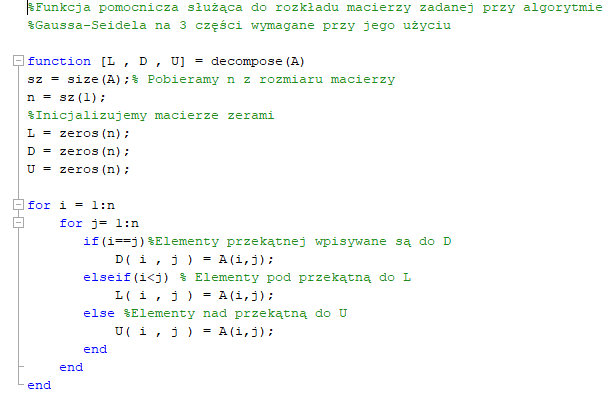 %Funkcja pomocnicza służąca do rozkładu macierzy zadanej przy algorytmie
%Gaussa-Seidela na 3 części wymagane przy jego użyciu
function [L , D , U] = decompose(A)
sz = size(A);% Pobieramy n z rozmiaru macierzy
n = sz(1);
%Inicjalizujemy macierze zerami
L = zeros(n);
D = zeros(n);
U = zeros(n);
for i = 1:n
for j= 1:n
if(i==j)%Elementy przekątnej wpisywane są do D
D( i , j ) = A(i,j);
elseif(i<j) % Elementy pod przekątną do L
L( i , j ) = A(i,j);
else %Elementy nad przekątną do U
U( i , j ) = A(i,j);
end
end
end